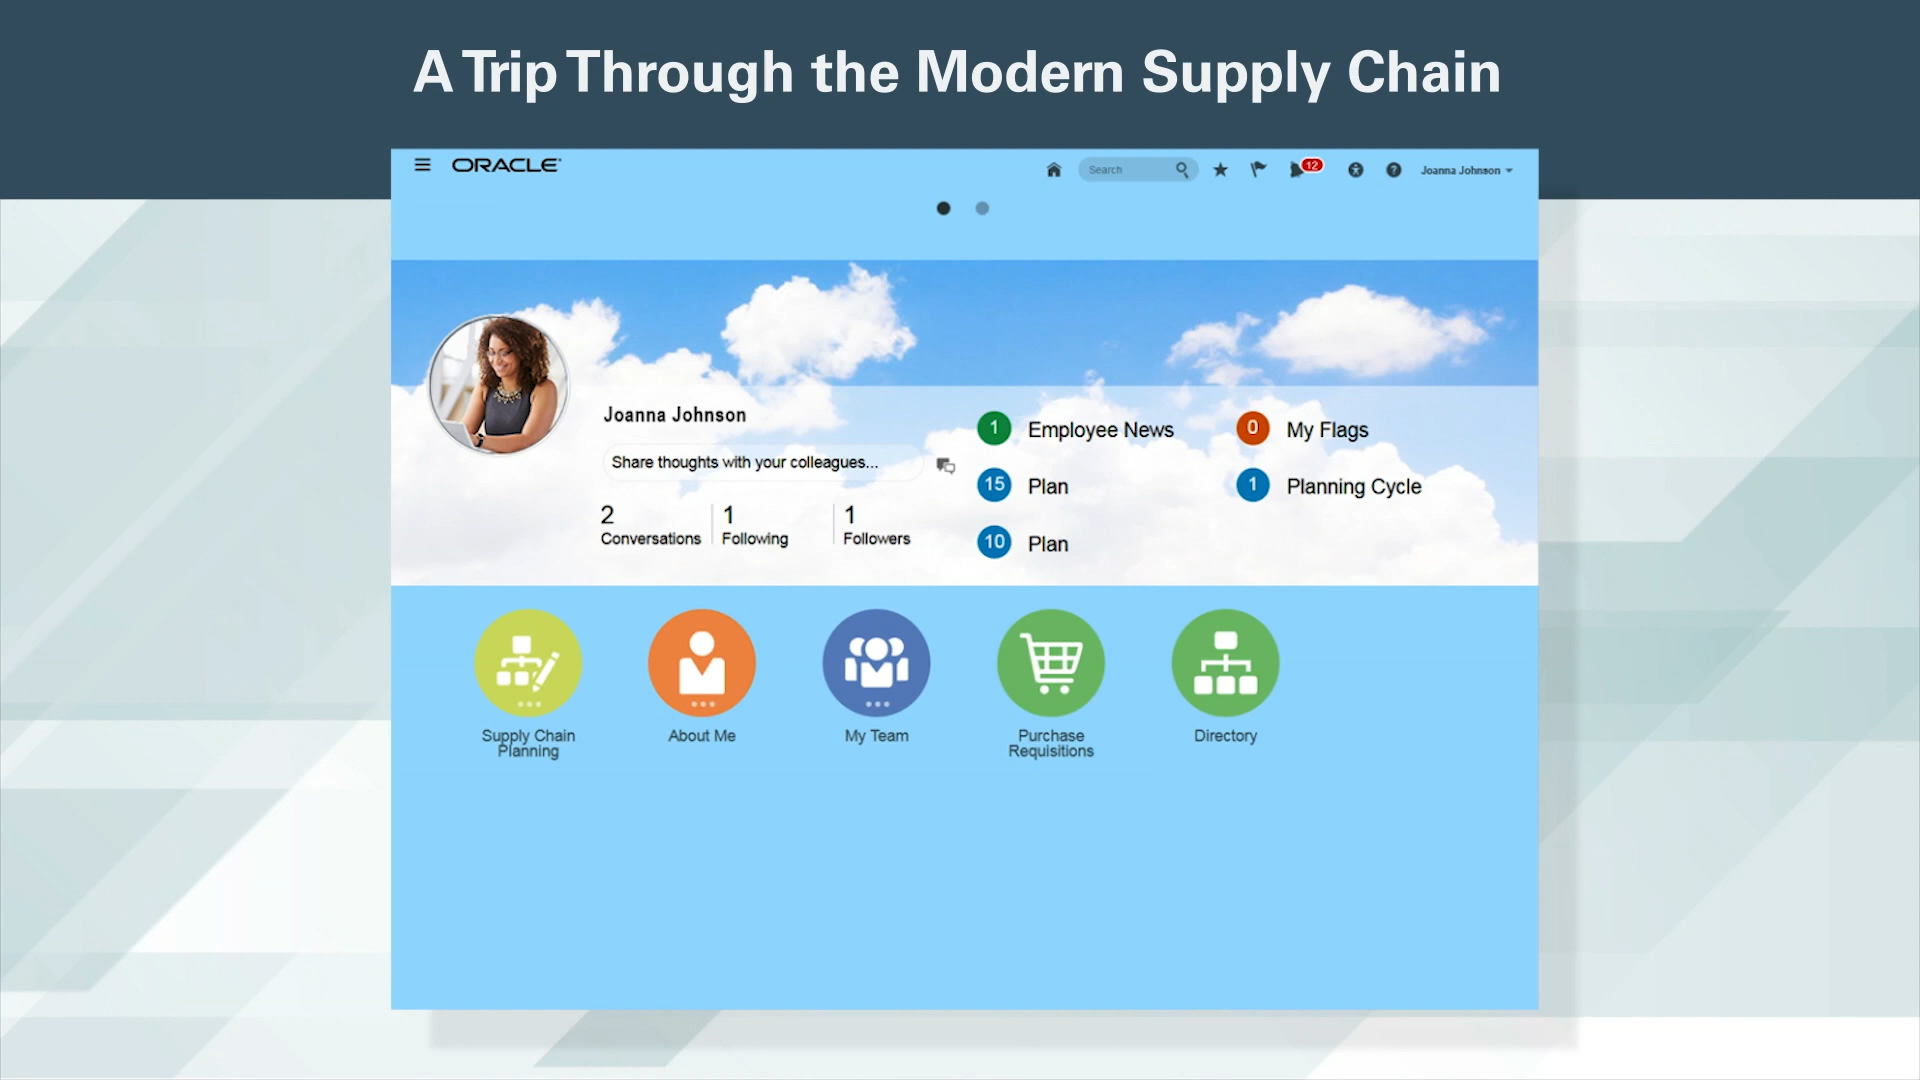 A Trip Through the Modern Supply Chain
ORACLE
Search
12
Joanna Johnson
Joanna Johnson
Share thoughts with your colleagues...
2
Conversations
1
Following
1
Followers
1 Employee News
0 My Flags
15 Plan
1 Planning Cycle
10 Plan
Supply Chain
Planning
About Me
My Team
Purchase
Requisitions
Directory